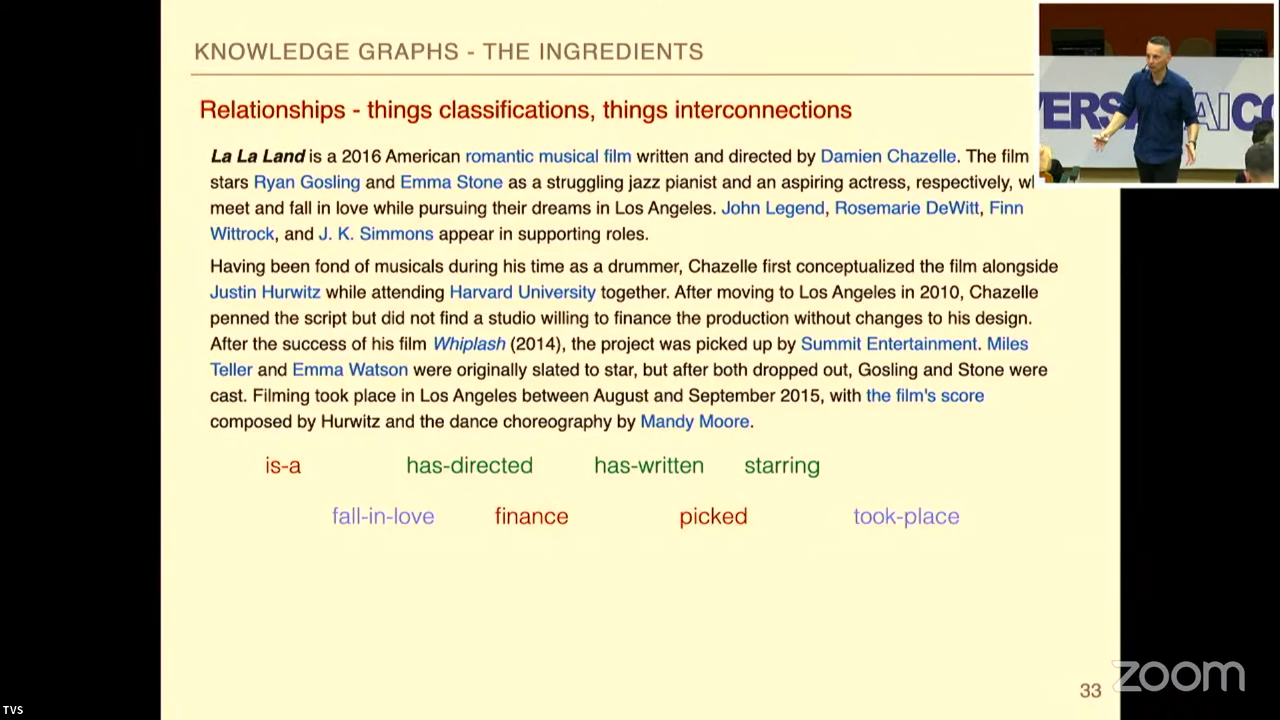 KNOWLEDGE GRAPHS - THE INGREDIENTS
Relationships - things classifications, things interconnections
La La Land is a 2016 American romantic musical film written and directed by Damien Chazelle. The film
stars Ryan Gosling and Emma Stone as a struggling jazz pianist and an aspiring actress, respectively,
meet and fall in love while pursuing their dreams in Los Angeles. John Legend, Rosemarie DeWitt, Finn
Wittrock, and J. K. Simmons appear in supporting roles.
Having been fond of musicals during his time as a drummer, Chazelle first conceptualized the film alongside
Justin Hurwitz while attending Harvard University together. After moving to Los Angeles in 2010, Chazelle
penned the script but did not find a studio willing to finance the production without changes to his design.
After the success of his film Whiplash (2014), the project was picked up by Summit Entertainment. Miles
Teller and Emma Watson were originally slated to star, but after both dropped out, Gosling and Stone were
cast. Filming took place in Los Angeles between August and September 2015, with the film's score
composed by Hurwitz and the dance choreography by Mandy Moore.
is-a has-directed has-written starring
fall-in-love finance picked took-place
33
zoom
TVS